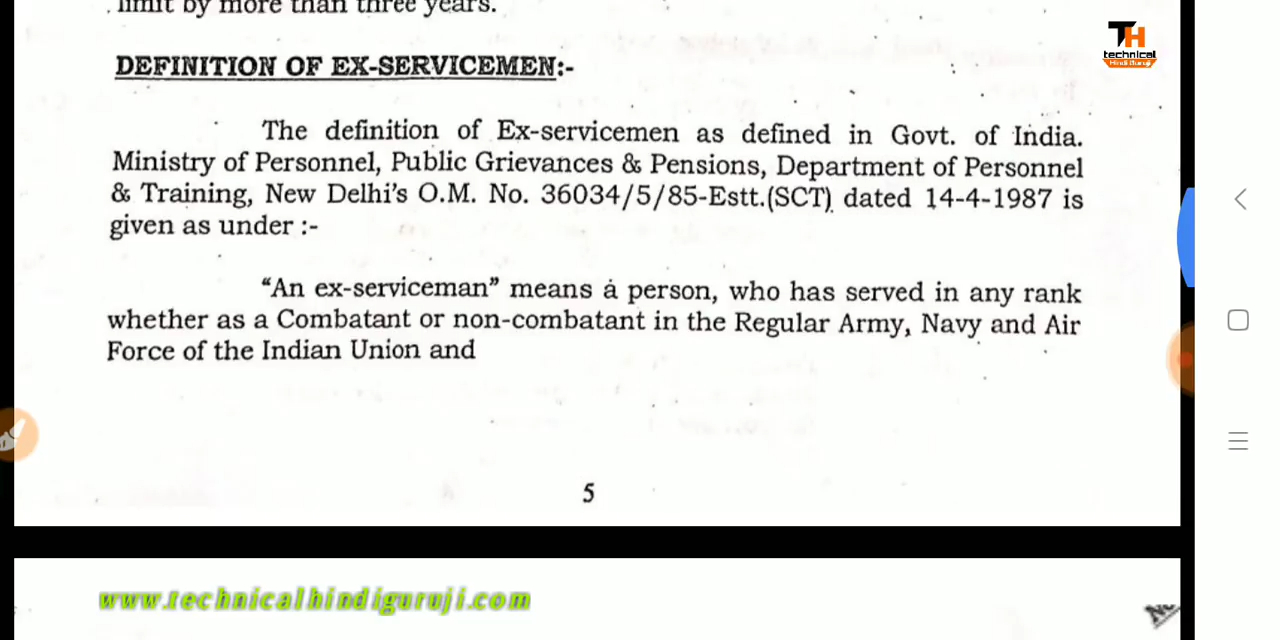 limit by more than three years.
TH
technical
Hindi Guruji
DEFINITION OF EX-SERVICEMEN:-
The definition of Ex-servicemen as defined in Govt. of India.
Ministry of Personnel, Public Grievances & Pensions, Department of Personnel
& Training, New Delhi's O.M. No. 36034/5/85-Estt.(SCT) dated 14-4-1987 is
given as under :-
“An ex-serviceman” means a person, who has served in any rank
whether as a Combatant or non-combatant in the Regular Army, Navy and Air
Force of the Indian Union and
5
www.technicalhindiguruji.com